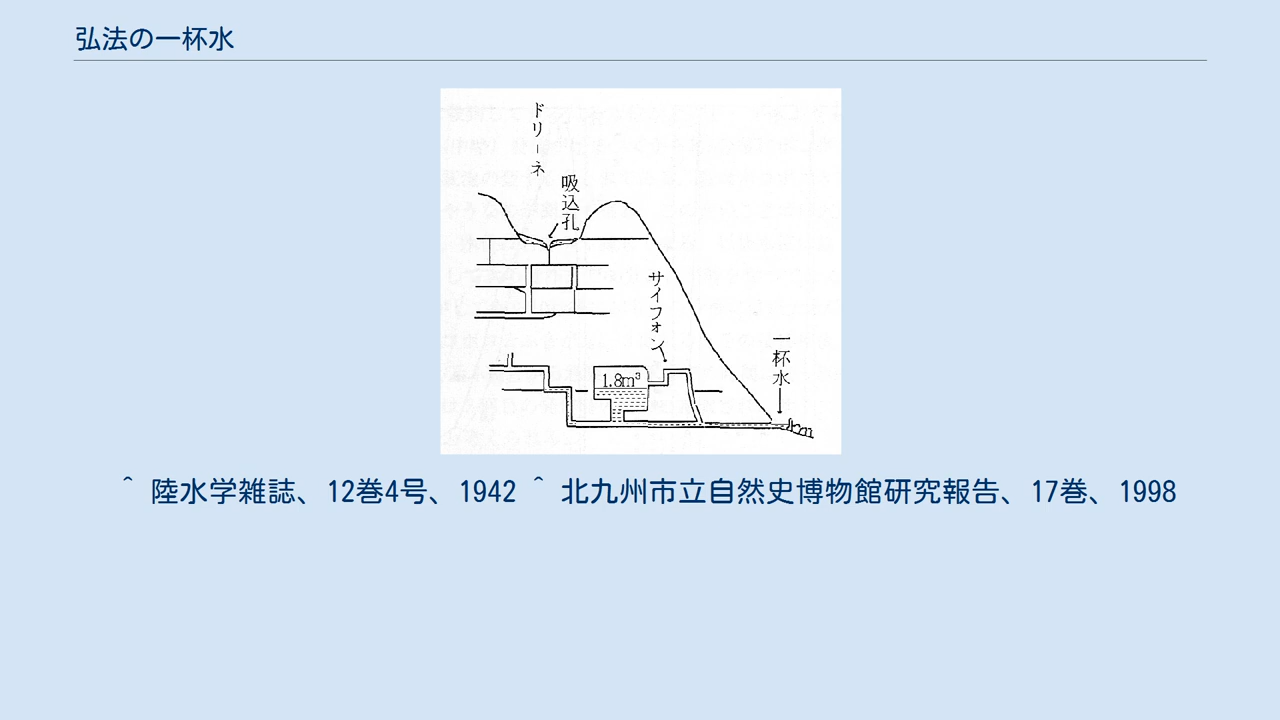 弘法の一杯水
ドリーネ
吸込孔
サイフォン
一杯水
1.8m³
^ 陸水学雑誌、12巻4号、1942 ^ 北九州市立自然史博物館研究報告、17巻、1998